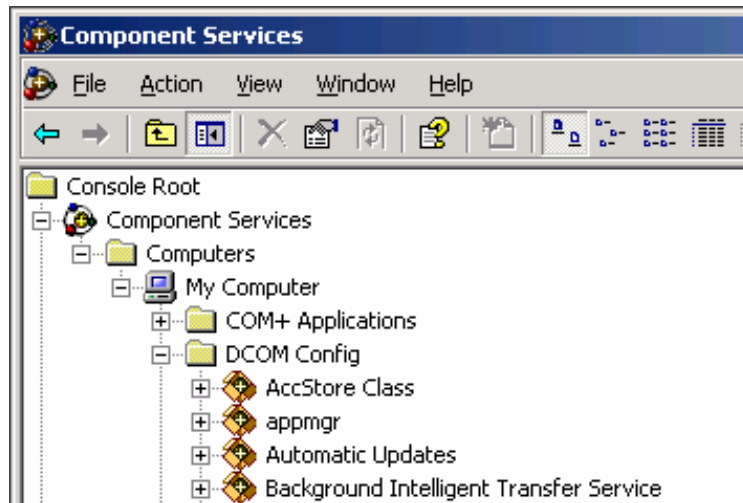 Component Services
File Action View Window Help
Console Root
Component Services
Computers
My Computer
COM+ Applications
DCOM Config
AccStore Class
appmgr
Automatic Updates
Background Intelligent Transfer Service